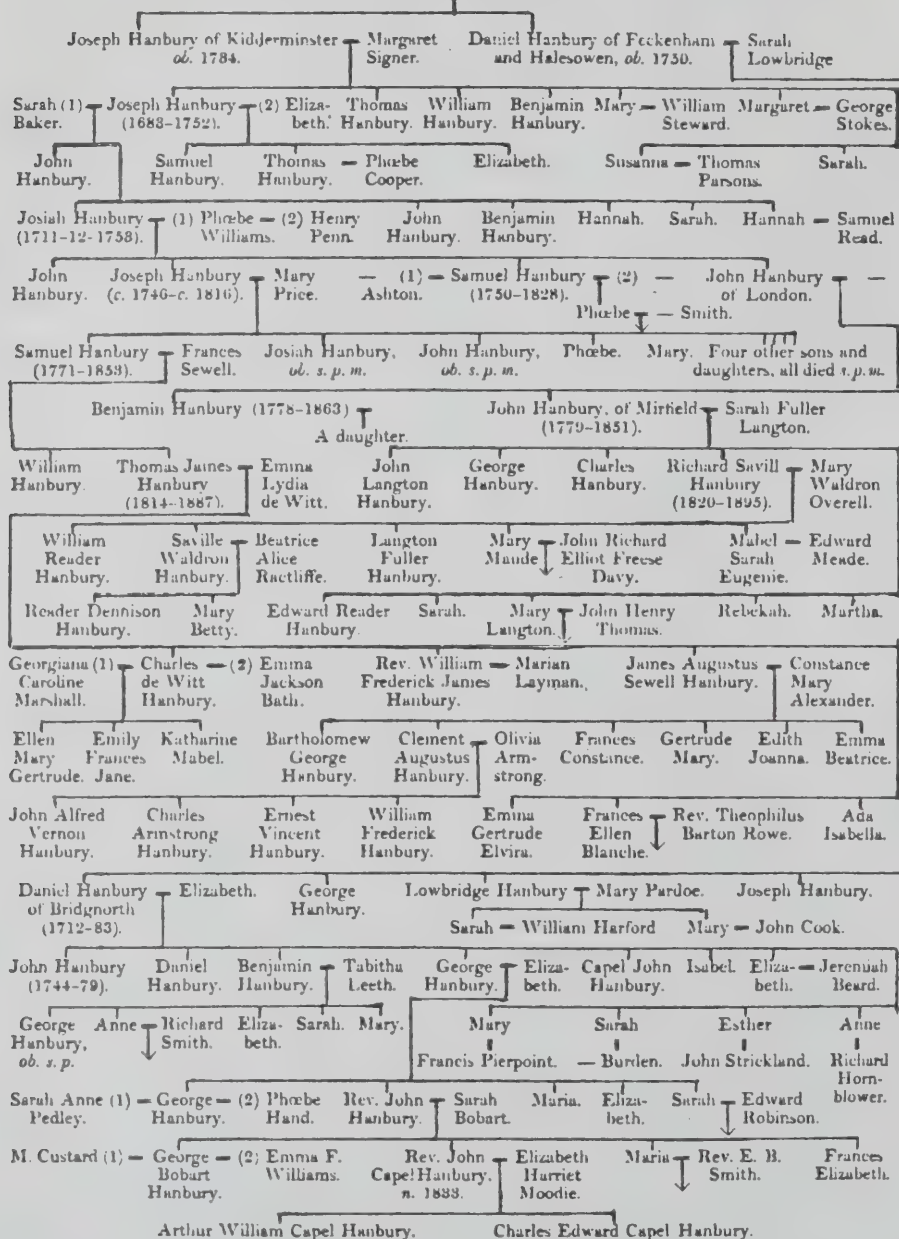 Joseph Hanbury of Kidderminster Margaret Daniel Hanbury of Feckenham Sarah
ob. 1784. Signer. and Halesowen, ob. 1750. Lowbridge
Sarah (1) Joseph Hanbury (2) Eliza- Thomas William Benjamin Mary William Margaret George
Baker. (1683-1752). beth. Hanbury. Hanbury. Hanbury. Steward. Stokes.
John Samuel Thomas Phœbe Elizabeth. Susanna Thomas Sarah.
Hanbury. Hanbury. Hanbury. Cooper. Parsons.
Josiah Hanbury (1) Phœbe (2) Henry John Benjamin Hannah. Sarah. Hannah Samuel
(1711-12-1758). Williams. Penn. Hanbury. Hanbury. Read.
John Joseph Hanbury Mary — (1) Samuel Hanbury (2) — John Hanbury —
Hanbury. (c. 1746-c. 1816). Price. Ashton. (1750-1828). of London.
Phœbe — Smith.
Samuel Hanbury Frances Josiah Hanbury, John Hanbury, Phœbe. Mary. Four other sons and
(1771-1853). Sewell. ob. s.p.m. ob. s.p.m. daughters, all died s.p.m.
Benjamin Hanbury (1778-1863) John Hanbury, of Mirfield Sarah Fuller
A daughter. (1779-1851). Langton.
William Thomas James Emma John George Charles Richard Savill Mary
Hanbury. Hanbury Lydia Langton Hanbury. Hanbury. Hanbury Waldron
(1814-1887). de Witt. Hanbury. (1820-1895). Overell.
William Saville Beatrice Langton Mary John Richard Mabel Edward
Reader Waldron Alice Fuller Maude Elliot Freese Sarah Meade.
Hanbury. Hanbury. Ractliffe. Hanbury. Davy. Eugenie.
Reader Dennison Mary Edward Reader Sarah. Mary John Henry Rebekah. Martha.
Hanbury. Betty. Hanbury. Langton. Thomas.
Georgiana (1) Charles (2) Emma Rev. William Marian James Augustus Constance
Caroline de Witt Jackson Frederick James Layman. Sewell Hanbury. Mary
Marshall. Hanbury. Bath. Hanbury. Alexander.
Ellen Emily Katharine Bartholomew Clement Olivia Frances Gertrude Edith Emma
Mary Frances Mabel. George Augustus Arm- Constance. Mary. Joanna. Beatrice.
Gertrude. Jane. Hanbury. Hanbury. strong.
John Alfred Charles Ernest William Emma Frances Rev. Theophilus Ada
Vernon Armstrong Vincent Frederick Gertrude Ellen Barton Rowe. Isabella.
Hanbury. Hanbury. Hanbury. Hanbury. Elvira. Blanche.
Daniel Hanbury Elizabeth. George Lowbridge Hanbury Mary Pardoe. Joseph Hanbury.
of Bridgnorth Hanbury.
(1712-83). Sarah William Harford Mary John Cook.
John Hanbury Daniel Benjamin Tabitha George Eliza- Capel John Isabel. Eliza- Jeremiah
(1744-79). Hanbury. Hanbury. Leeth. Hanbury. beth. Hanbury. beth. Beard.
George Anne Richard Eliza- Sarah. Mary. Mary Sarah Esther Anne
Hanbury, Smith. beth.
ob. s.p. Francis Pierpoint. — Burden. John Strickland. Richard
Horn-
blower.
Sarah Anne (1) George (2) Phœbe Rev. John Sarah Maria. Eliza- Sarah Edward
Pedley. Hanbury. Hand. Hanbury. Bobart. beth. Robinson.
M. Custard (1) George (2) Emma F. Rev. John Elizabeth Maria Rev. E. B. Frances
Bobart Williams. Capel Hanbury, Harriet Smith. Elizabeth.
Hanbury. n. 1833. Moodie.
Arthur William Capel Hanbury. Charles Edward Capel Hanbury.